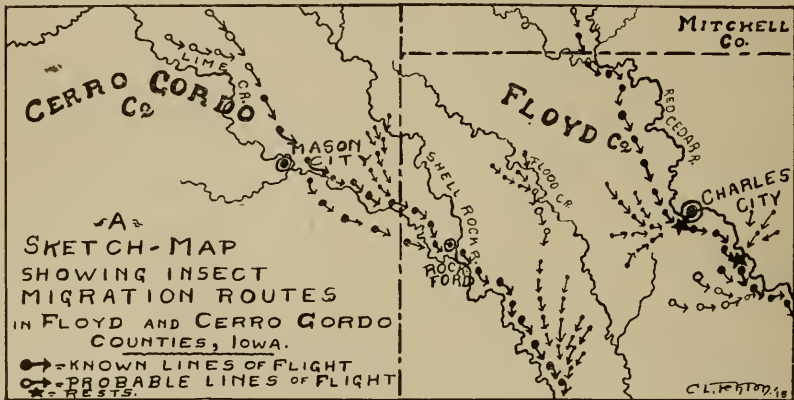 MITCHELL
CO.
LIME CR.
CERRO GORDO
CO
FLOYD CO
RED CEDAR R.
MASON
CITY
SHELL ROCK R.
FLOOD CR.
CHARLES
CITY
ROCK
FORD
A
SKETCH-MAP
SHOWING INSECT
MIGRATION ROUTES
IN FLOYD AND CERRO GORDO
COUNTIES, IOWA.
=KNOWN LINES OF FLIGHT
=PROBABLE LINES OF FLIGHT
=RESTS.